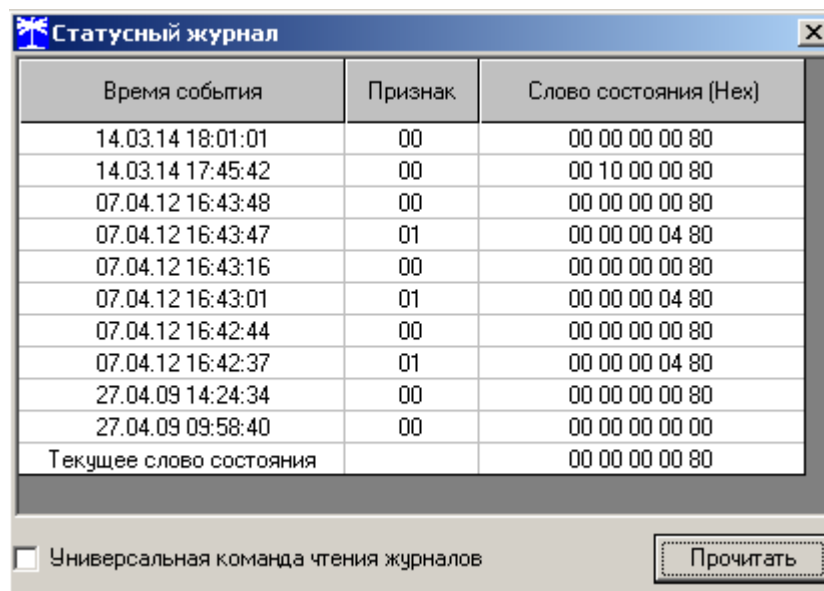 Статусный журнал
Время события Признак Слово состояния (Hex)
14.03.14 18:01:01 00 00 00 00 00 80
14.03.14 17:45:42 00 00 10 00 00 80
07.04.12 16:43:48 00 00 00 00 00 80
07.04.12 16:43:47 01 00 00 00 04 80
07.04.12 16:43:16 00 00 00 00 00 80
07.04.12 16:43:01 01 00 00 00 04 80
07.04.12 16:42:44 00 00 00 00 00 80
07.04.12 16:42:37 01 00 00 00 04 80
27.04.09 14:24:34 00 00 00 00 00 80
27.04.09 09:58:40 00 00 00 00 00 00
Текущее слово состояния 00 00 00 00 80
Универсальная команда чтения журналов Прочитать